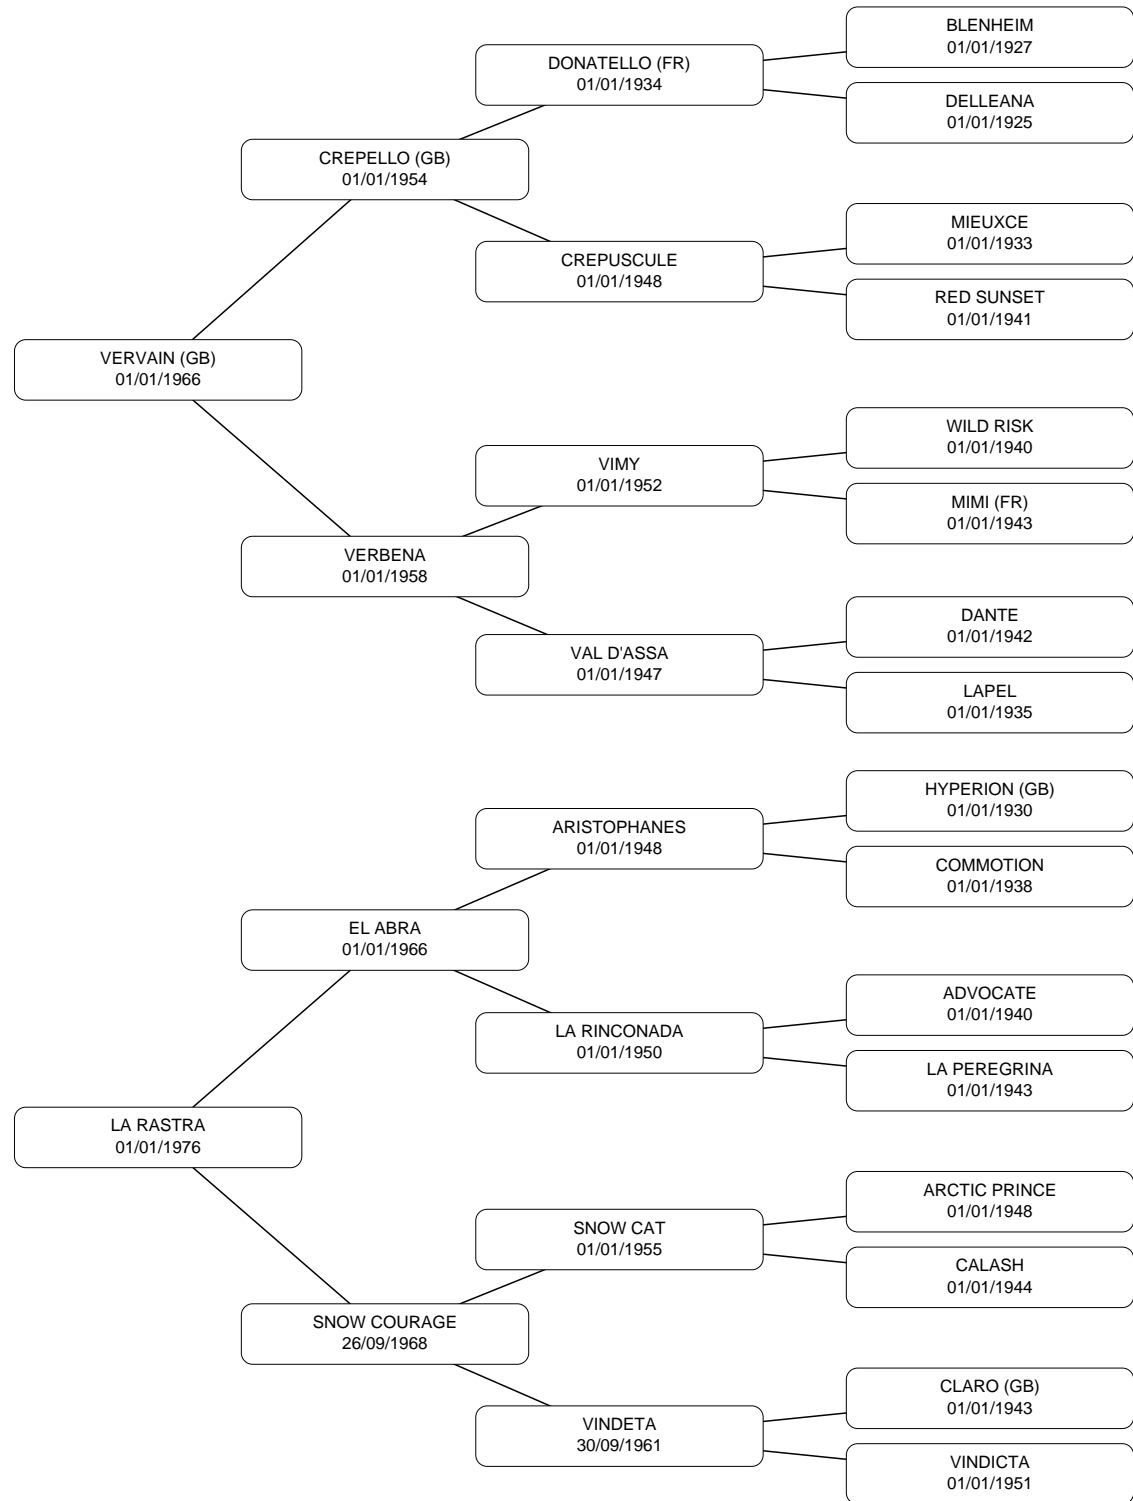 BLENHEIM
01/01/1927
DONATELLO (FR)
01/01/1934
DELLEANA
01/01/1925
CREPELLO (GB)
01/01/1954
MIEUXCE
01/01/1933
CREPUSCULE
01/01/1948
RED SUNSET
01/01/1941
VERVAIN (GB)
01/01/1966
WILD RISK
01/01/1940
VIMY
01/01/1952
MIMI (FR)
01/01/1943
VERBENA
01/01/1958
DANTE
01/01/1942
VAL D'ASSA
01/01/1947
LAPEL
01/01/1935
HYPERION (GB)
01/01/1930
ARISTOPHANES
01/01/1948
COMMOTION
01/01/1938
EL ABRA
01/01/1966
ADVOCATE
01/01/1940
LA RINCONADA
01/01/1950
LA PEREGRINA
01/01/1943
LA RASTRA
01/01/1976
ARCTIC PRINCE
01/01/1948
SNOW CAT
01/01/1955
CALASH
01/01/1944
SNOW COURAGE
26/09/1968
CLARO (GB)
01/01/1943
VINDETA
30/09/1961
VINDICTA
01/01/1951